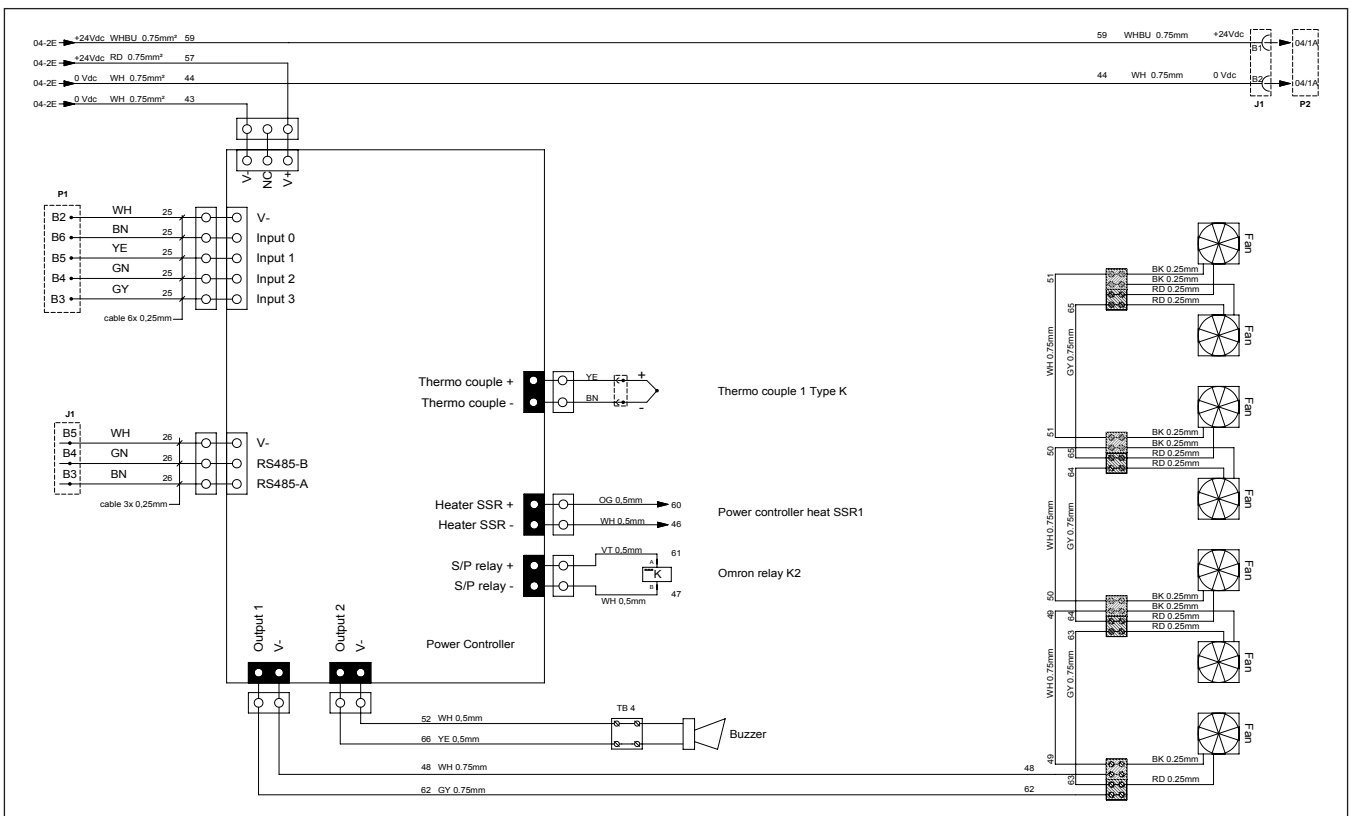 04-2E +24Vdc WHBU 0.75mm² 59
59 WHBU 0.75mm +24Vdc
B1 04/1A
04-2E +24Vdc RD 0.75mm² 57
04-2E 0 Vdc WH 0.75mm² 44
44 WH 0.75mm 0 Vdc
B2 04/1A
04-2E 0 Vdc WH 0.75mm² 43
J1 P2
V- NC V+
P1
B2 WH 25 V-
B6 BN 25 Input 0
B5 YE 25 Input 1
B4 GN 25 Input 2
B3 GY 25 Input 3
cable 6x 0,25mm
J1
B5 WH 26 V-
B4 GN 26 RS485-B
B3 BN 26 RS485-A
cable 3x 0,25mm
Thermo couple + YE +
Thermo couple - BN -
Thermo couple 1 Type K
Heater SSR + OG 0,5mm 60
Heater SSR - WH 0,5mm 46
Power controller heat SSR1
S/P relay + VT 0,5mm 61
A
K
B
S/P relay - WH 0,5mm 47
Omron relay K2
Output 1
V-
Output 2
V-
Power Controller
TB 4
52 WH 0,5mm
66 YE 0,5mm
Buzzer
48 WH 0.75mm 48
62 GY 0.75mm 62
Fan
51
BK 0.25mm
BK 0.25mm
RD 0.25mm
RD 0.25mm
65
Fan
WH 0.75mm
GY 0.75mm
Fan
51
BK 0.25mm
50
BK 0.25mm
65
RD 0.25mm
64
RD 0.25mm
Fan
WH 0.75mm
GY 0.75mm
Fan
50
BK 0.25mm
49
BK 0.25mm
64
RD 0.25mm
63
RD 0.25mm
Fan
WH 0.75mm
GY 0.75mm
Fan
49
BK 0.25mm
63
RD 0.25mm